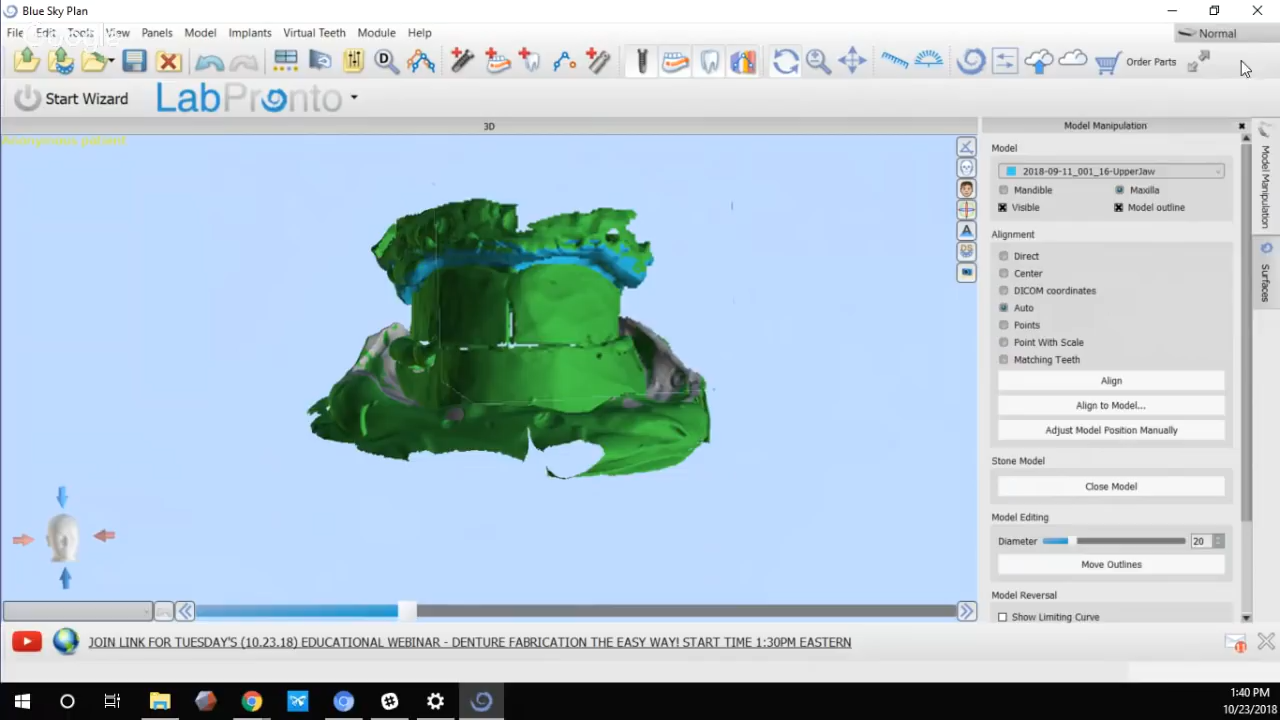 Blue Sky Plan
File Edit Tools View Panels Model Implants Virtual Teeth Module Help
Google
Normal
D
Order Parts
Start Wizard
LabPronto
3D
Model Manipulation
Anonymous patient
Model
2018-09-11_001_16-UpperJaw
Mandible Maxilla
Visible Model outline
Alignment
Direct
Center
DICOM coordinates
Auto
Points
Point With Scale
Matching Teeth
Align
Align to Model...
Adjust Model Position Manually
Stone Model
Close Model
Model Editing
Diameter 20
Move Outlines
Model Reversal
Show Limiting Curve
Model Manipulation
Surfaces
A
JOIN LINK FOR TUESDAY'S (10.23.18) EDUCATIONAL WEBINAR - DENTURE FABRICATION THE EASY WAY! START TIME 1:30PM EASTERN
1:40 PM
10/23/2018